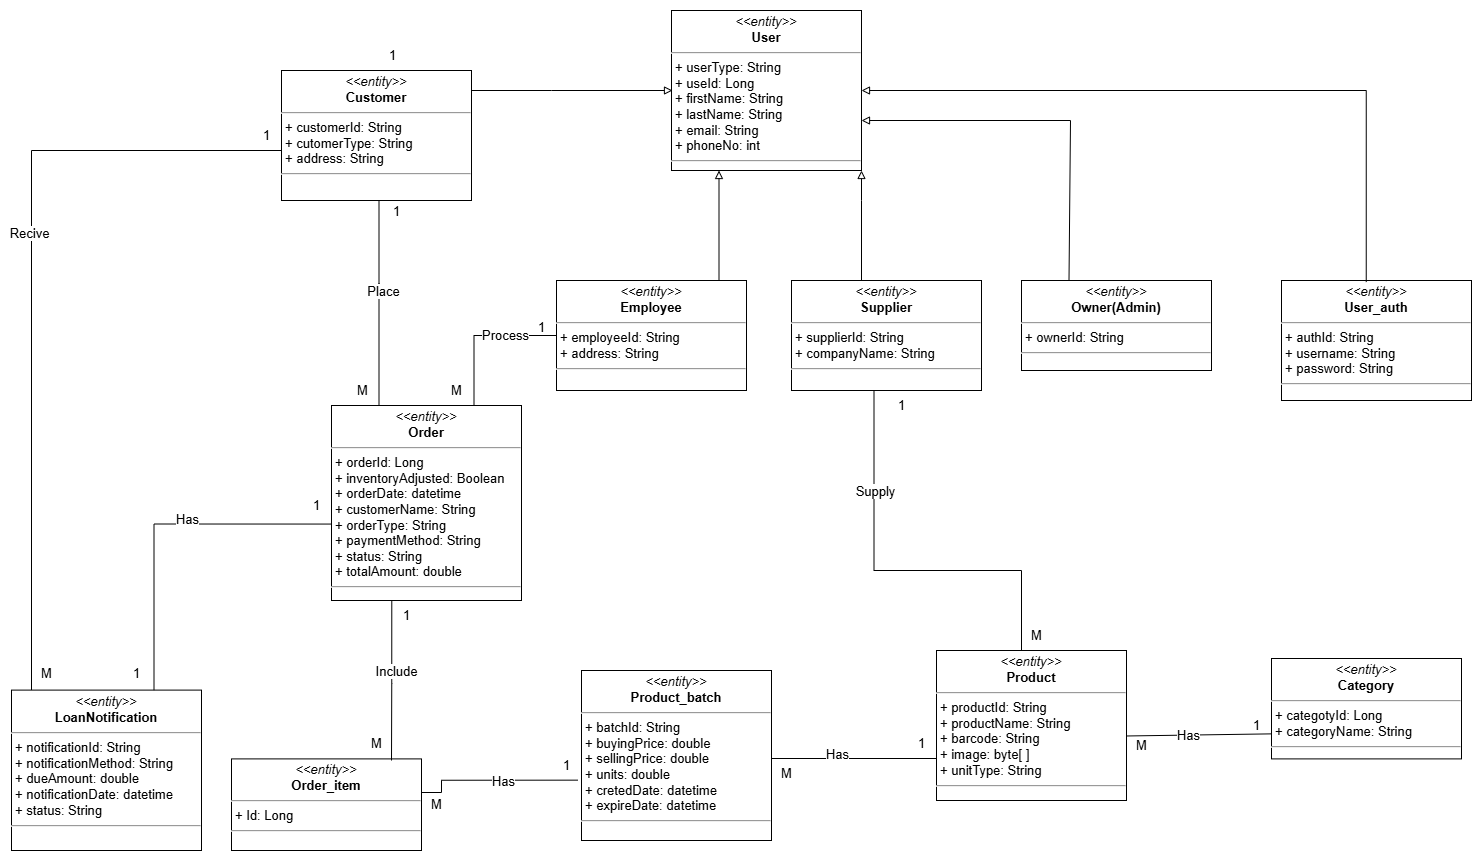 <<entity>>
User
+ userType: String
+ useId: Long
+ firstName: String
+ lastName: String
+ email: String
+ phoneNo: int
1
<<entity>>
Customer
+ customerId: String
+ cutomerType: String
+ address: String
1
1
Recive
Place
Process
1
M
M
<<entity>>
Employee
+ employeeId: String
+ address: String
<<entity>>
Supplier
+ supplierId: String
+ companyName: String
1
<<entity>>
Owner(Admin)
+ ownerId: String
<<entity>>
User_auth
+ authId: String
+ username: String
+ password: String
<<entity>>
Order
+ orderId: Long
+ inventoryAdjusted: Boolean
+ orderDate: datetime
+ customerName: String
+ orderType: String
+ paymentMethod: String
+ status: String
+ totalAmount: double
1
Has
1
Supply
Include
M
1
M
M
<<entity>>
LoanNotification
+ notificationId: String
+ notificationMethod: String
+ dueAmount: double
+ notificationDate: datetime
+ status: String
<<entity>>
Order_item
+ Id: Long
M
Has
1
<<entity>>
Product_batch
+ batchId: String
+ buyingPrice: double
+ sellingPrice: double
+ units: double
+ cretedDate: datetime
+ expireDate: datetime
M
Has
1
<<entity>>
Product
+ productId: String
+ productName: String
+ barcode: String
+ image: byte[ ]
+ unitType: String
M
Has
1
<<entity>>
Category
+ categotyId: Long
+ categoryName: String